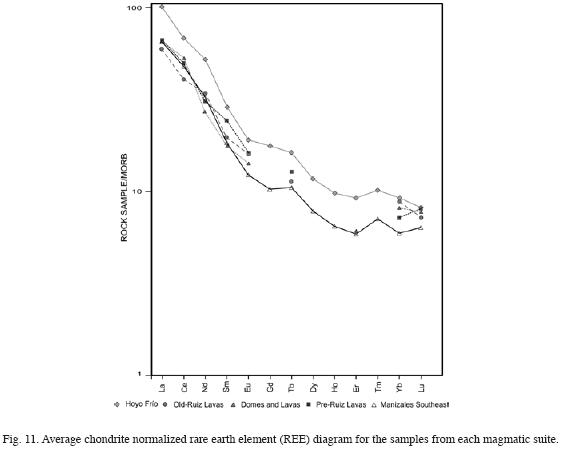 100
10
1
ROCK SAMPLE/MORB
La Ce Nd Sm Eu Gd Tb Dy Ho Er Tm Yb Lu
Hoyo Frío Old-Ruiz Lavas Domes and Lavas Pre-Ruiz Lavas Manizales Southeast
Fig. 11. Average chondrite normalized rare earth element (REE) diagram for the samples from each magmatic suite.